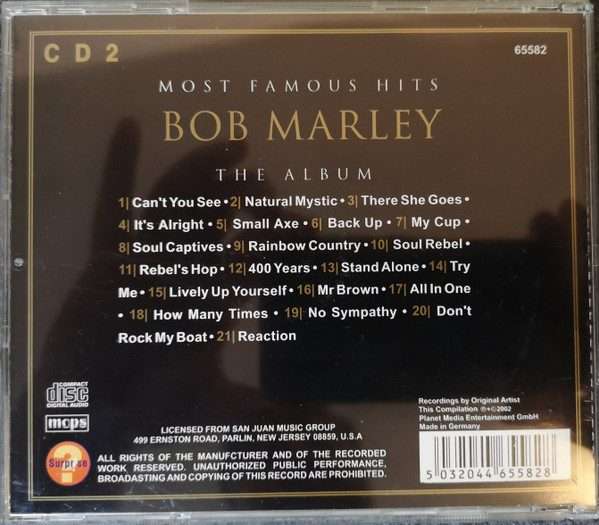 CD2
65582
MOST FAMOUS HITS
BOB MARLEY
THE ALBUM
1| Can't You See • 2| Natural Mystic • 3| There She Goes •
4| It's Alright • 5| Small Axe • 6| Back Up • 7| My Cup •
8| Soul Captives • 9| Rainbow Country • 10| Soul Rebel •
11| Rebel's Hop • 12| 400 Years • 13| Stand Alone • 14| Try
Me • 15| Lively Up Yourself • 16| Mr Brown • 17| All In One
• 18| How Many Times • 19| No Sympathy • 20| Don't
Rock My Boat • 21| Reaction
COMPACT
disc
DIGITAL AUDIO
mcps
Surprise
?
LICENSED FROM SAN JUAN MUSIC GROUP
499 ERNSTON ROAD, PARLIN, NEW JERSEY 08859, U.S.A
ALL RIGHTS OF THE MANUFCTURER AND OF THE RECORDED
WORK RESERVED. UNAUTHORIZED PUBLIC PERFORMANCE,
BROADASTING AND COPYING OF THIS RECORD ARE PROHIBITED.
Recordings by Original Artist
This Compilation ℗+©2002
Planet Media Entertainment GmbH
Made in Germany
5 032044 655828